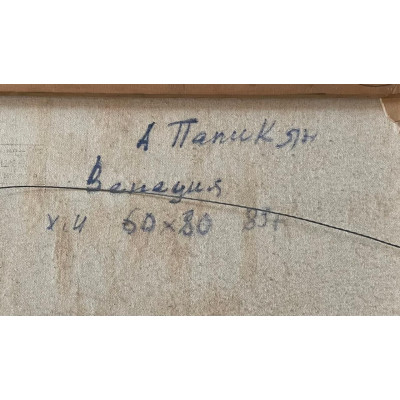 А Папикян
Венеция
х.и 60×80 83г